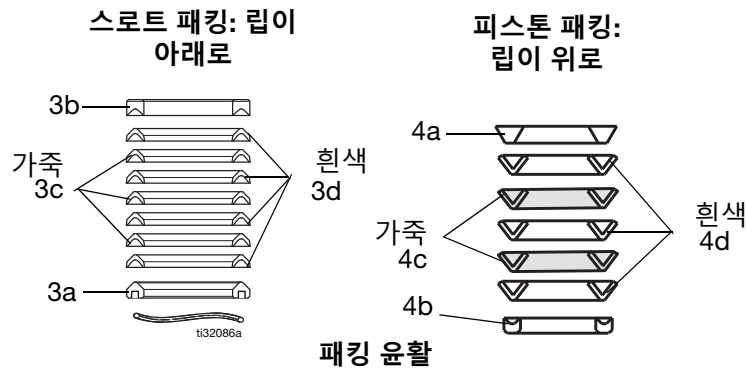 스로트 패킹: 립이
아래로
3b
가죽
3c
흰색
3d
3a
ti32086a
피스톤 패킹:
립이 위로
4a
가죽
4c
흰색
4d
4b
패킹 윤활